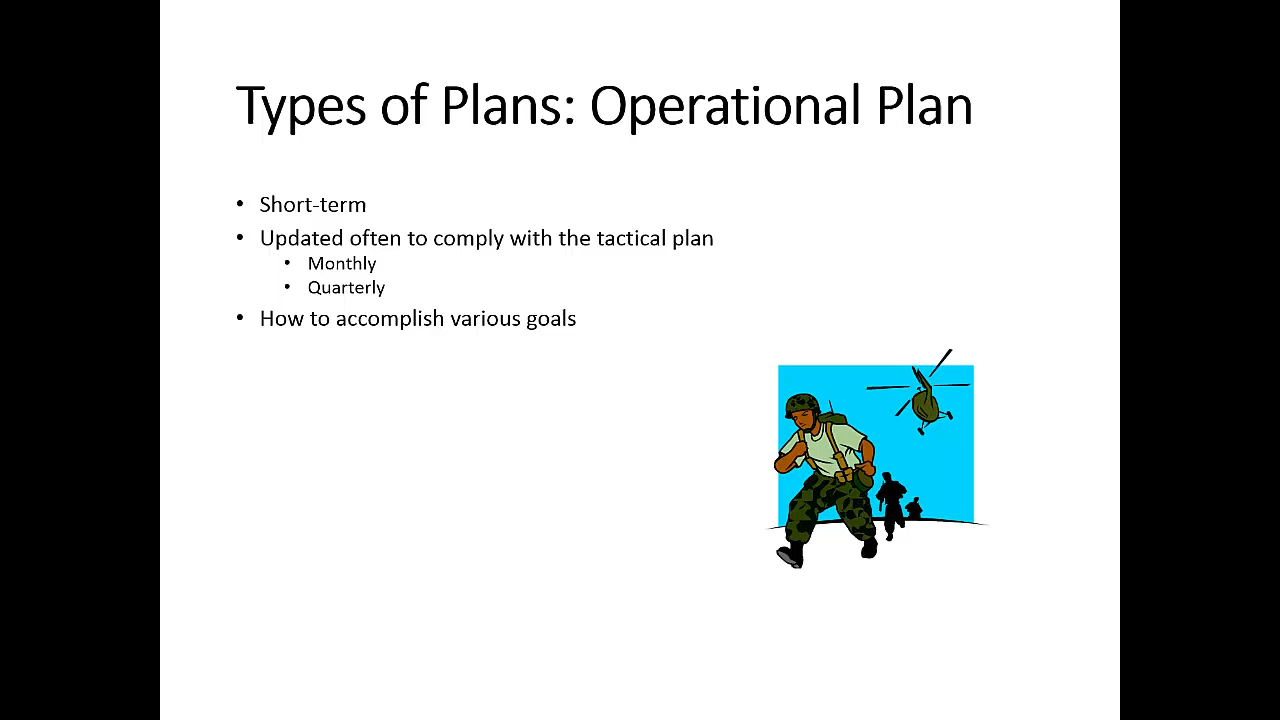 Types of Plans: Operational Plan
• Short-term
• Updated often to comply with the tactical plan
• Monthly
• Quarterly
• How to accomplish various goals